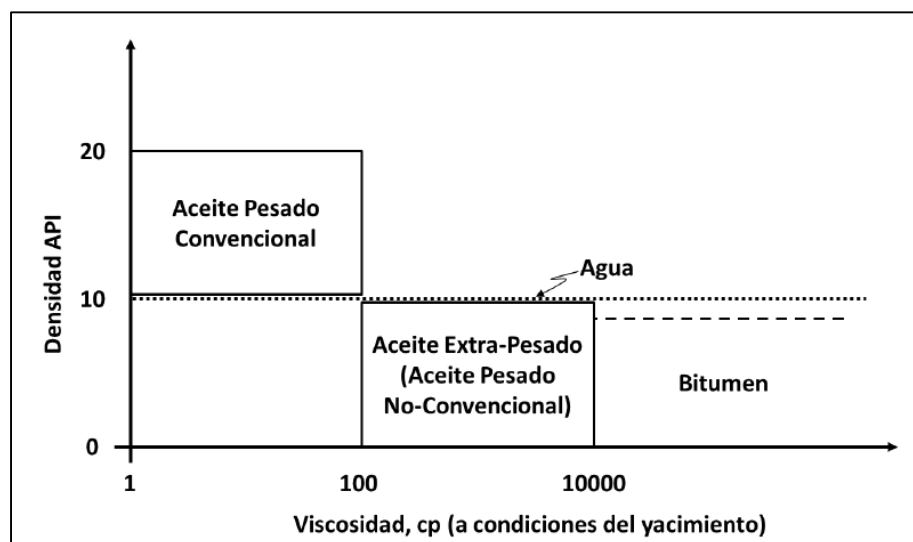 20
Aceite Pesado
Convencional
Densidad API
Agua
10
Aceite Extra-Pesado
(Aceite Pesado
No-Convencional)
Bitumen
0
1
100
10000
Viscosidad, cp (a condiciones del yacimiento)